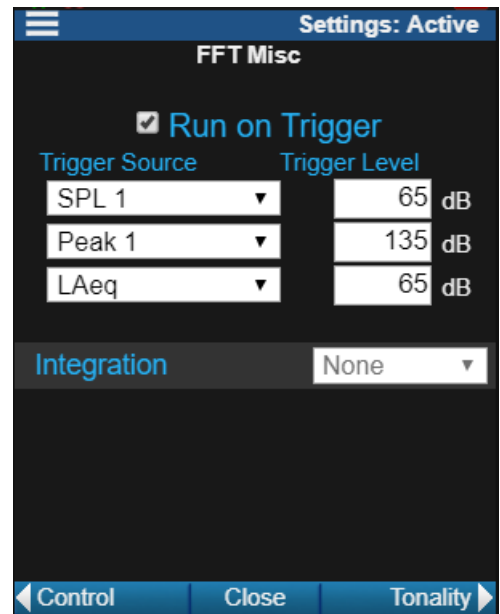 Settings: Active
FFT Misc
Run on Trigger
Trigger Source Trigger Level
SPL 1 65 dB
Peak 1 135 dB
LAeq 65 dB
Integration None
Control Close Tonality